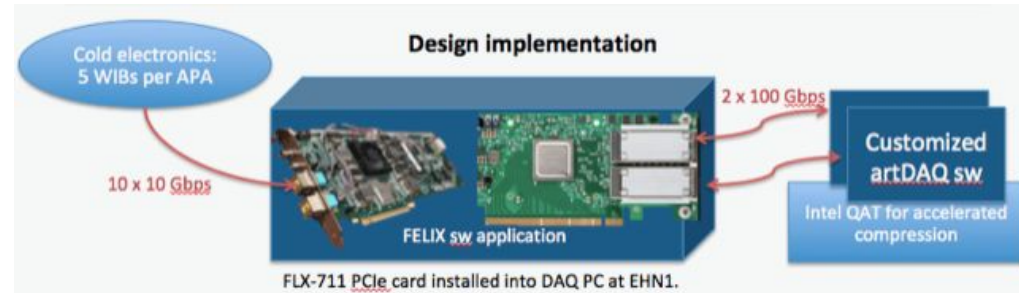 Cold electronics:
5 WIBs per APA
Design implementation
2 x 100 Gbps
Customized
artDAQ sw
10 x 10 Gbps
Intel QAT for accelerated
compression
FELIX sw application
FLX-711 PCIe card installed into DAQ PC at EHN1.